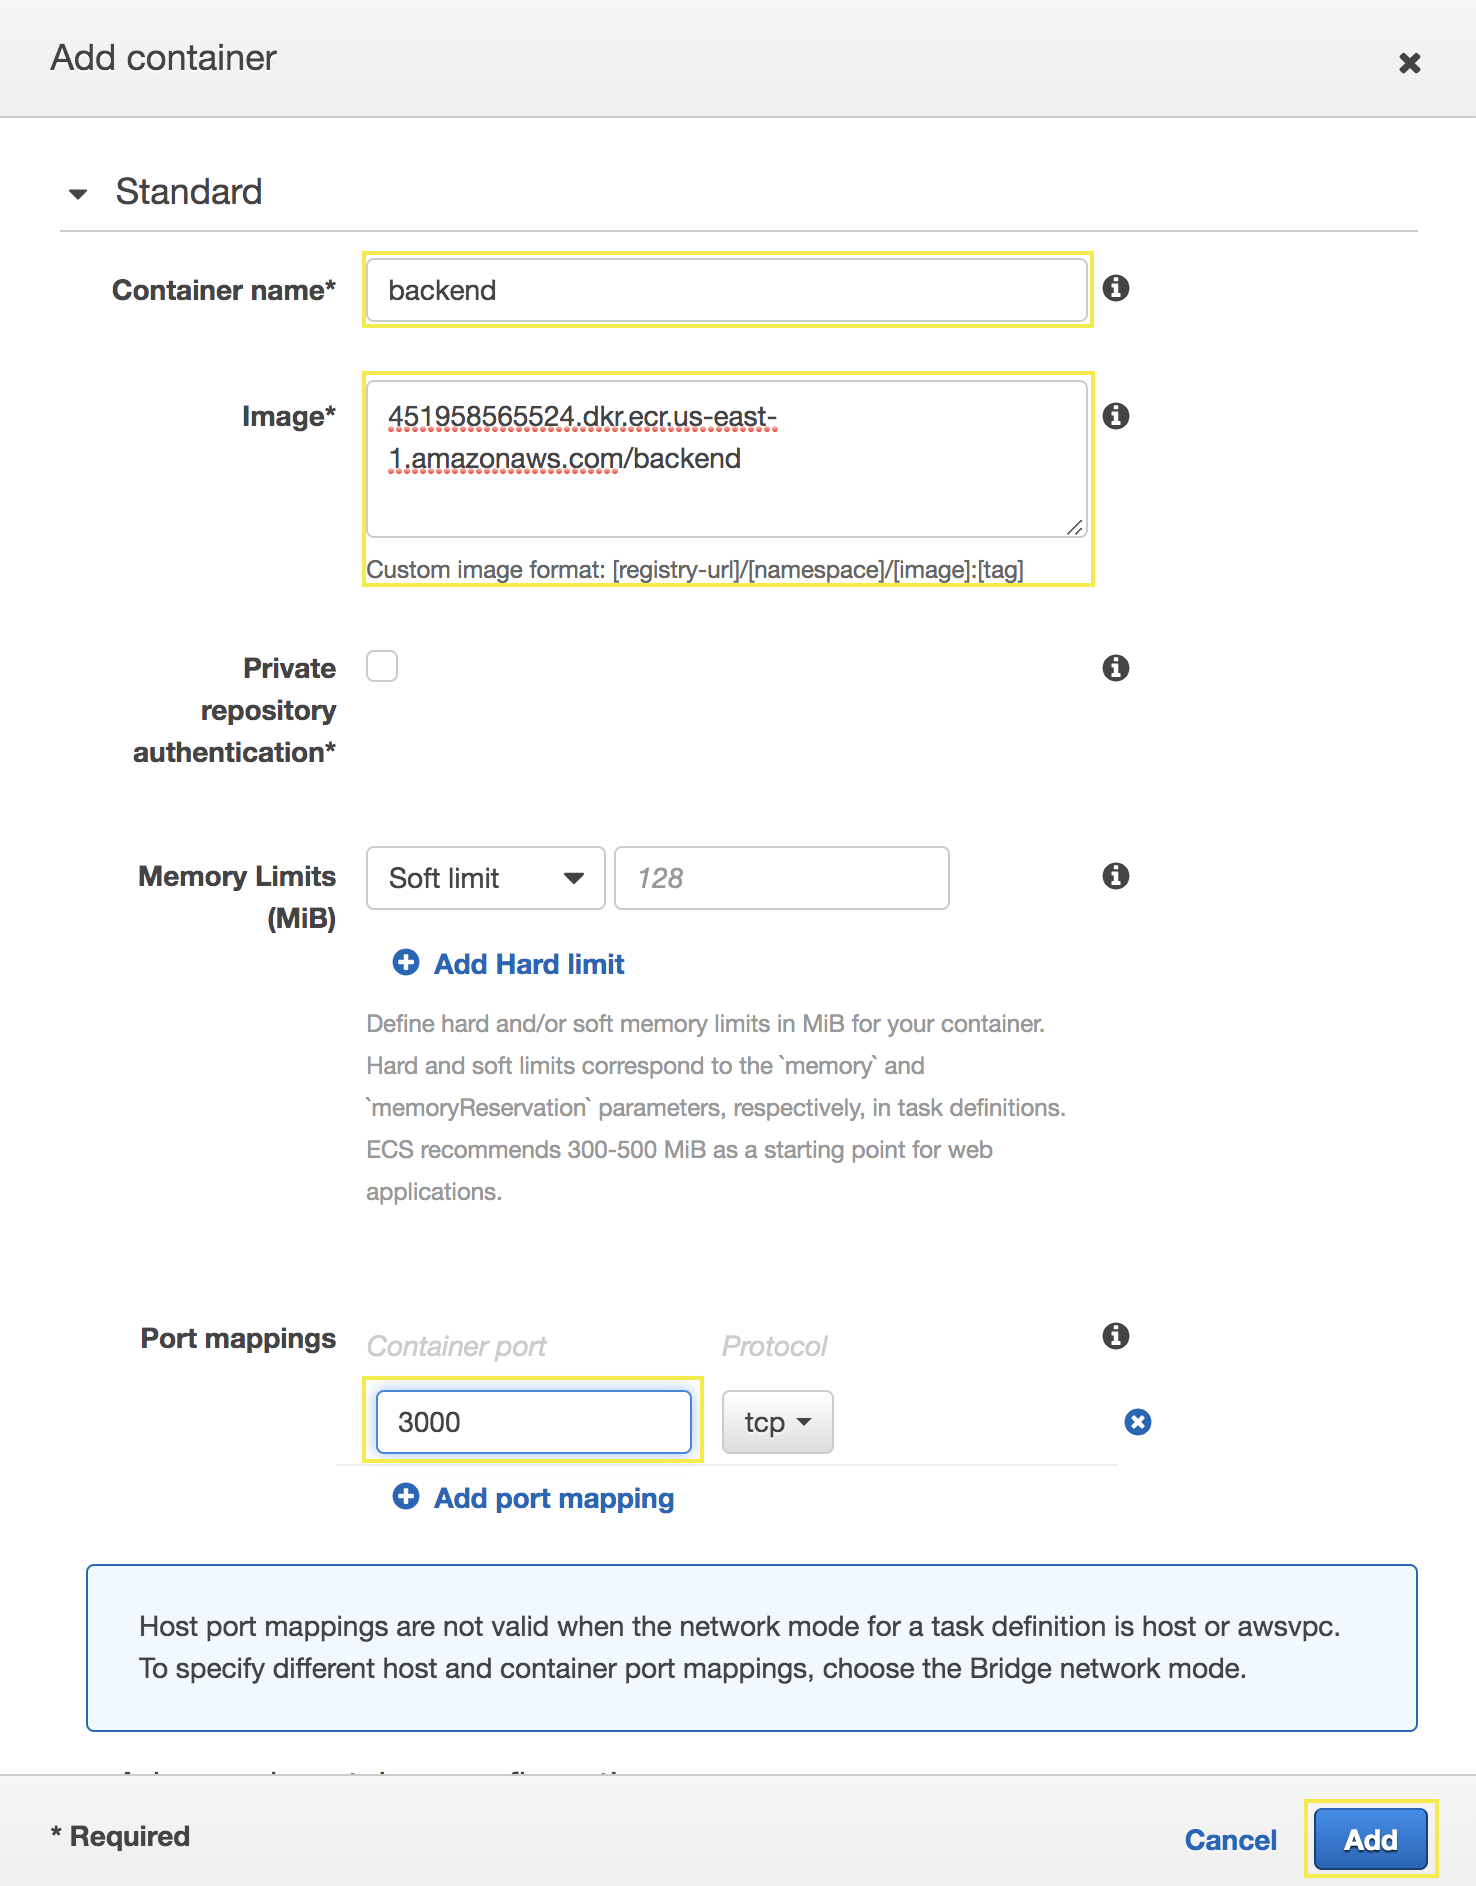 Add container
Standard
Container name*
backend
Image*
451958565524.dkr.ecr.us-east-
1.amazonaws.com/backend
Custom image format: [registry-url]/[namespace]/[image]:[tag]
Private
repository
authentication*
Memory Limits
(MiB)
Soft limit
128
Add Hard limit
Define hard and/or soft memory limits in MiB for your container.
Hard and soft limits correspond to the `memory` and
`memoryReservation` parameters, respectively, in task definitions.
ECS recommends 300-500 MiB as a starting point for web
applications.
Port mappings
Container port
Protocol
3000
tcp
Add port mapping
Host port mappings are not valid when the network mode for a task definition is host or awsvpc.
To specify different host and container port mappings, choose the Bridge network mode.
* Required
Cancel
Add